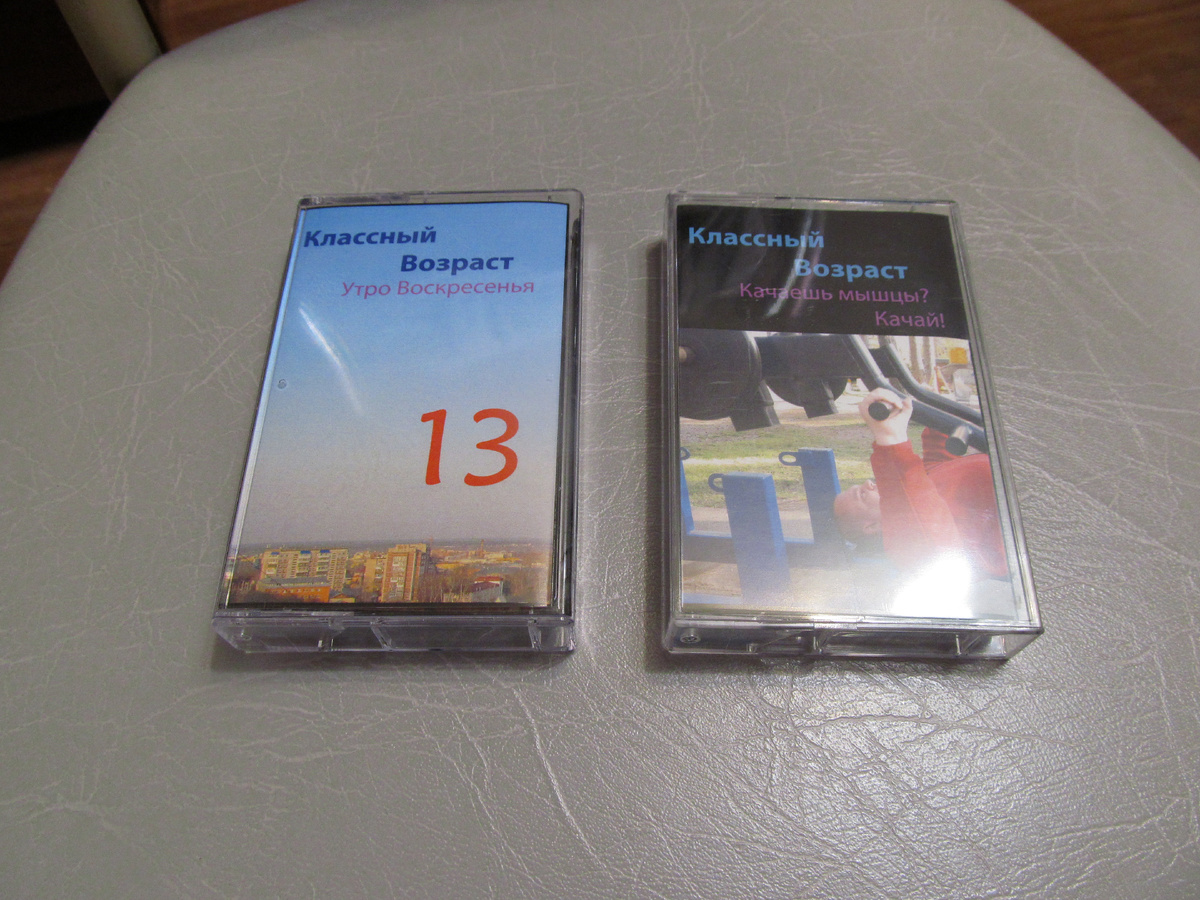 Классный
Возраст
Утро Воскресенья
13
Классный
Возраст
Качаешь мышцы?
Качай!